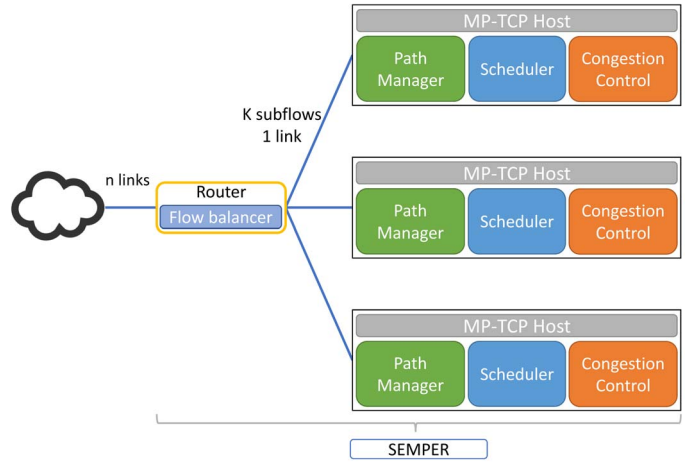 MP-TCP Host
Path
Manager
Scheduler
Congestion
Control
K subflows
1 link
n links
Router
Flow balancer
MP-TCP Host
Path
Manager
Scheduler
Congestion
Control
MP-TCP Host
Path
Manager
Scheduler
Congestion
Control
SEMPER